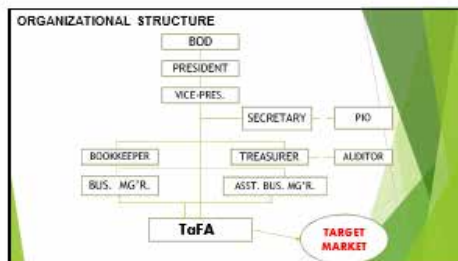 ORGANIZATIONAL STRUCTURE
BOD
PRESIDENT
VICE-PRES.
SECRETARY
PIO
BOOKKEEPER
TREASURER
AUDITOR
BUS. MG'R.
ASST. BUS. MG'R.
TaFA
TARGET
MARKET